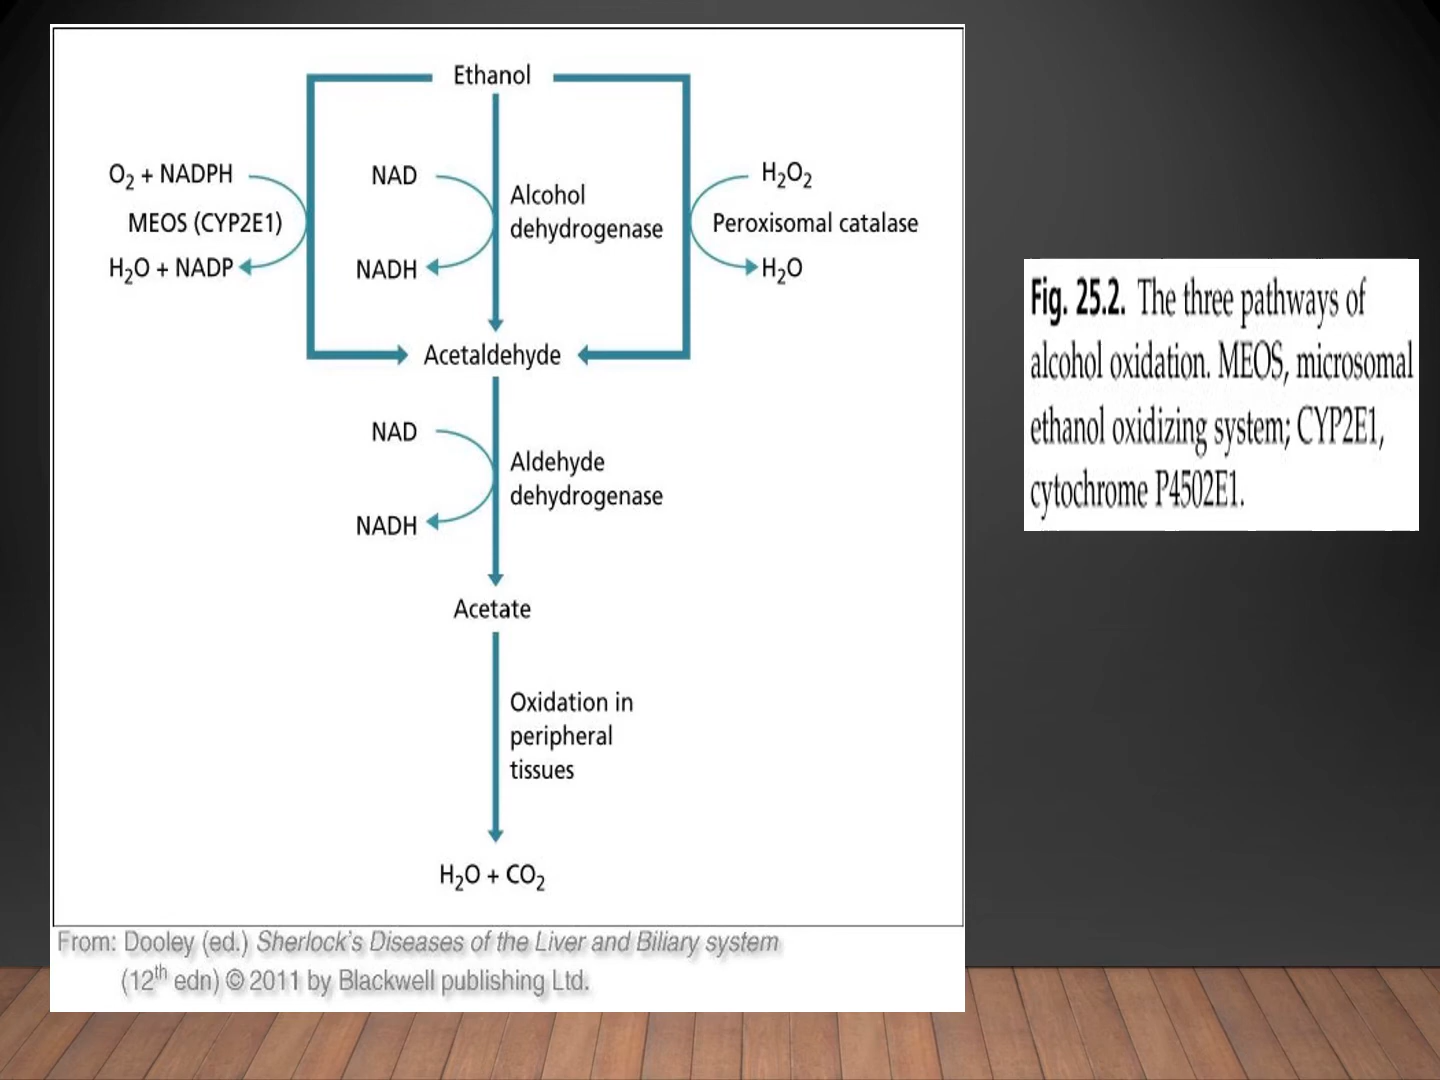 Ethanol
O₂ + NADPH
MEOS (CYP2E1)
H₂O + NADP
NAD
Alcohol
dehydrogenase
NADH
H₂O₂
Peroxisomal catalase
H₂O
Acetaldehyde
NAD
Aldehyde
dehydrogenase
NADH
Acetate
Oxidation in
peripheral
tissues
H₂O + CO₂
From: Dooley (ed.) Sherlock's Diseases of the Liver and Biliary system
(12th edn) © 2011 by Blackwell publishing Ltd.
Fig. 25.2. The three pathways of
alcohol oxidation. MEOS, microsomal
ethanol oxidizing system; CYP2E1,
cytochrome P4502E1.